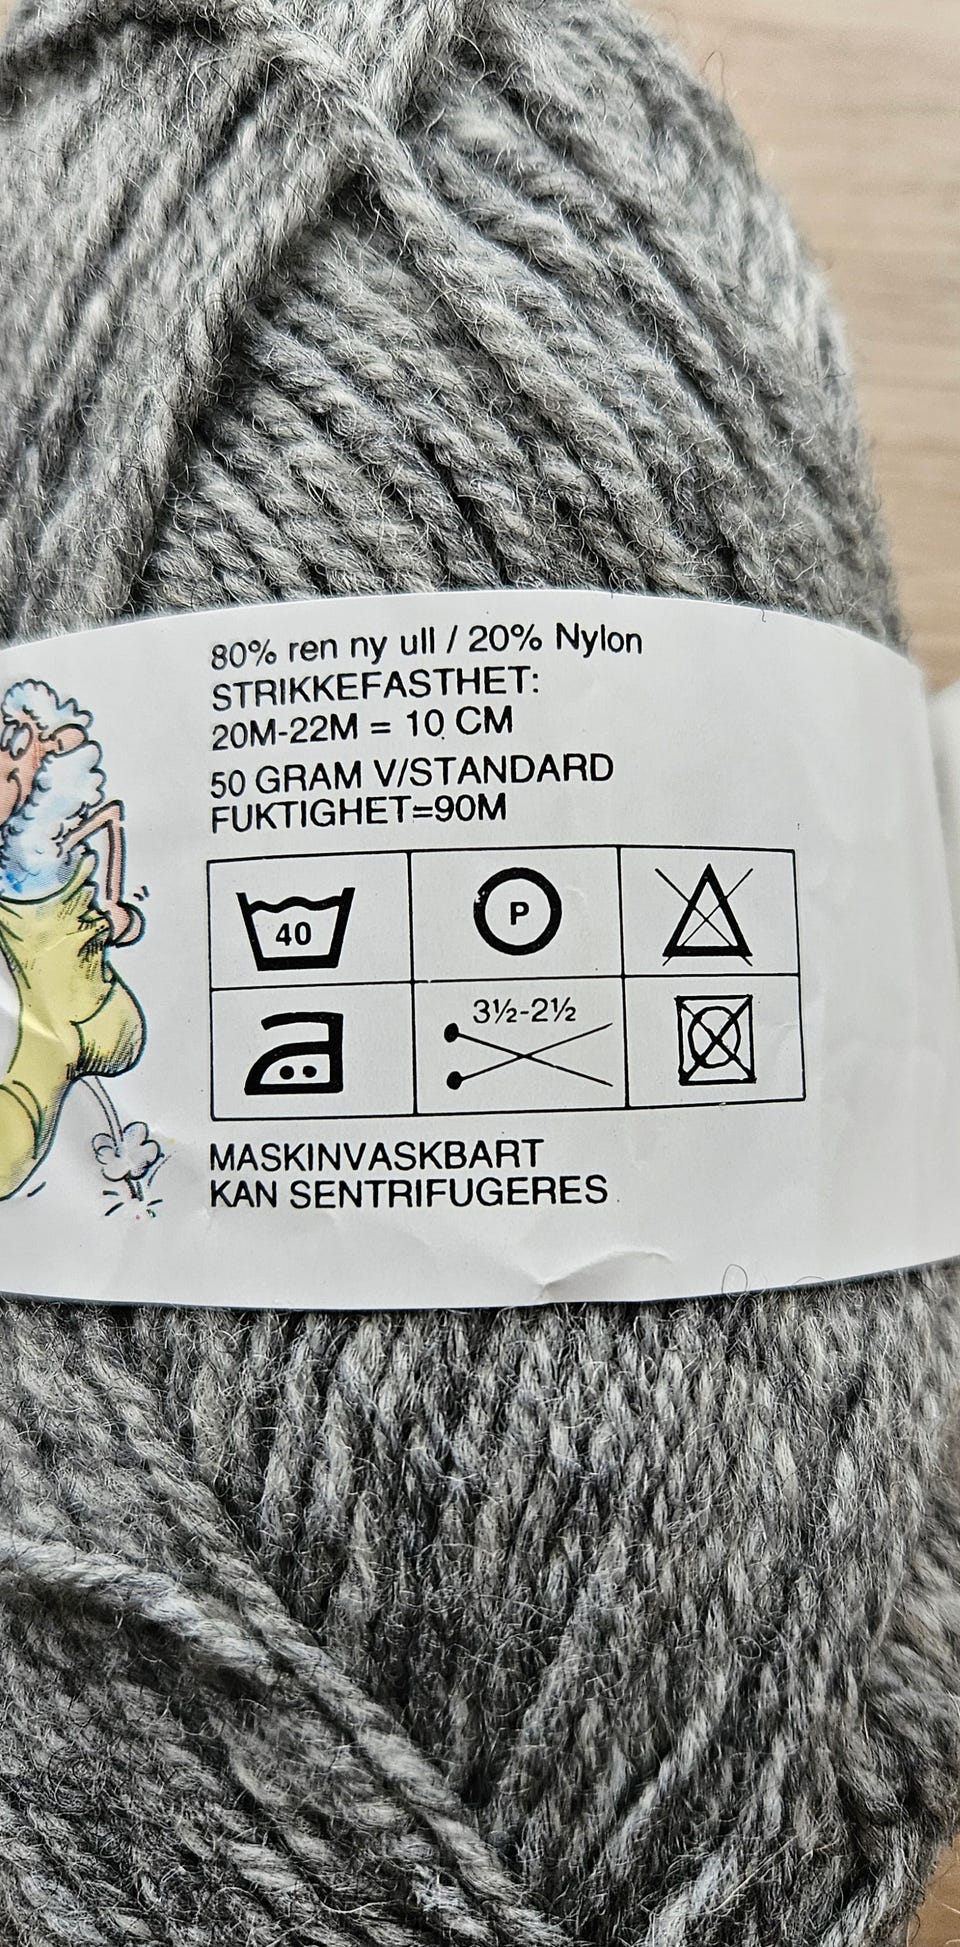 80% ren ny ull / 20% Nylon
STRIKKEFASTHET:
20M-22M = 10 CM
50 GRAM V/STANDARD
FUKTIGHET=90M
40
P
3½-2½
MASKINVASKBART
KAN SENTRIFUGERES